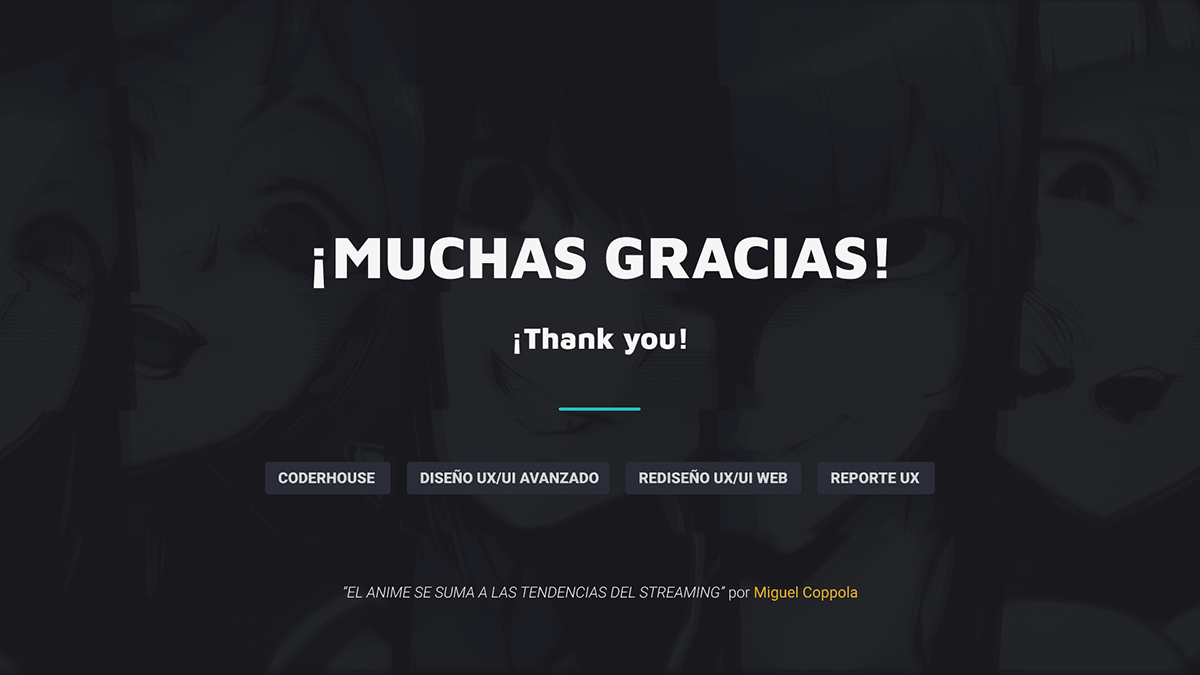 ¡MUCHAS GRACIAS!
¡Thank you!
CODERHOUSE DISEÑO UX/UI AVANZADO REDISEÑO UX/UI WEB REPORTE UX
“EL ANIME SE SUMA A LAS TENDENCIAS DEL STREAMING” por Miguel Coppola